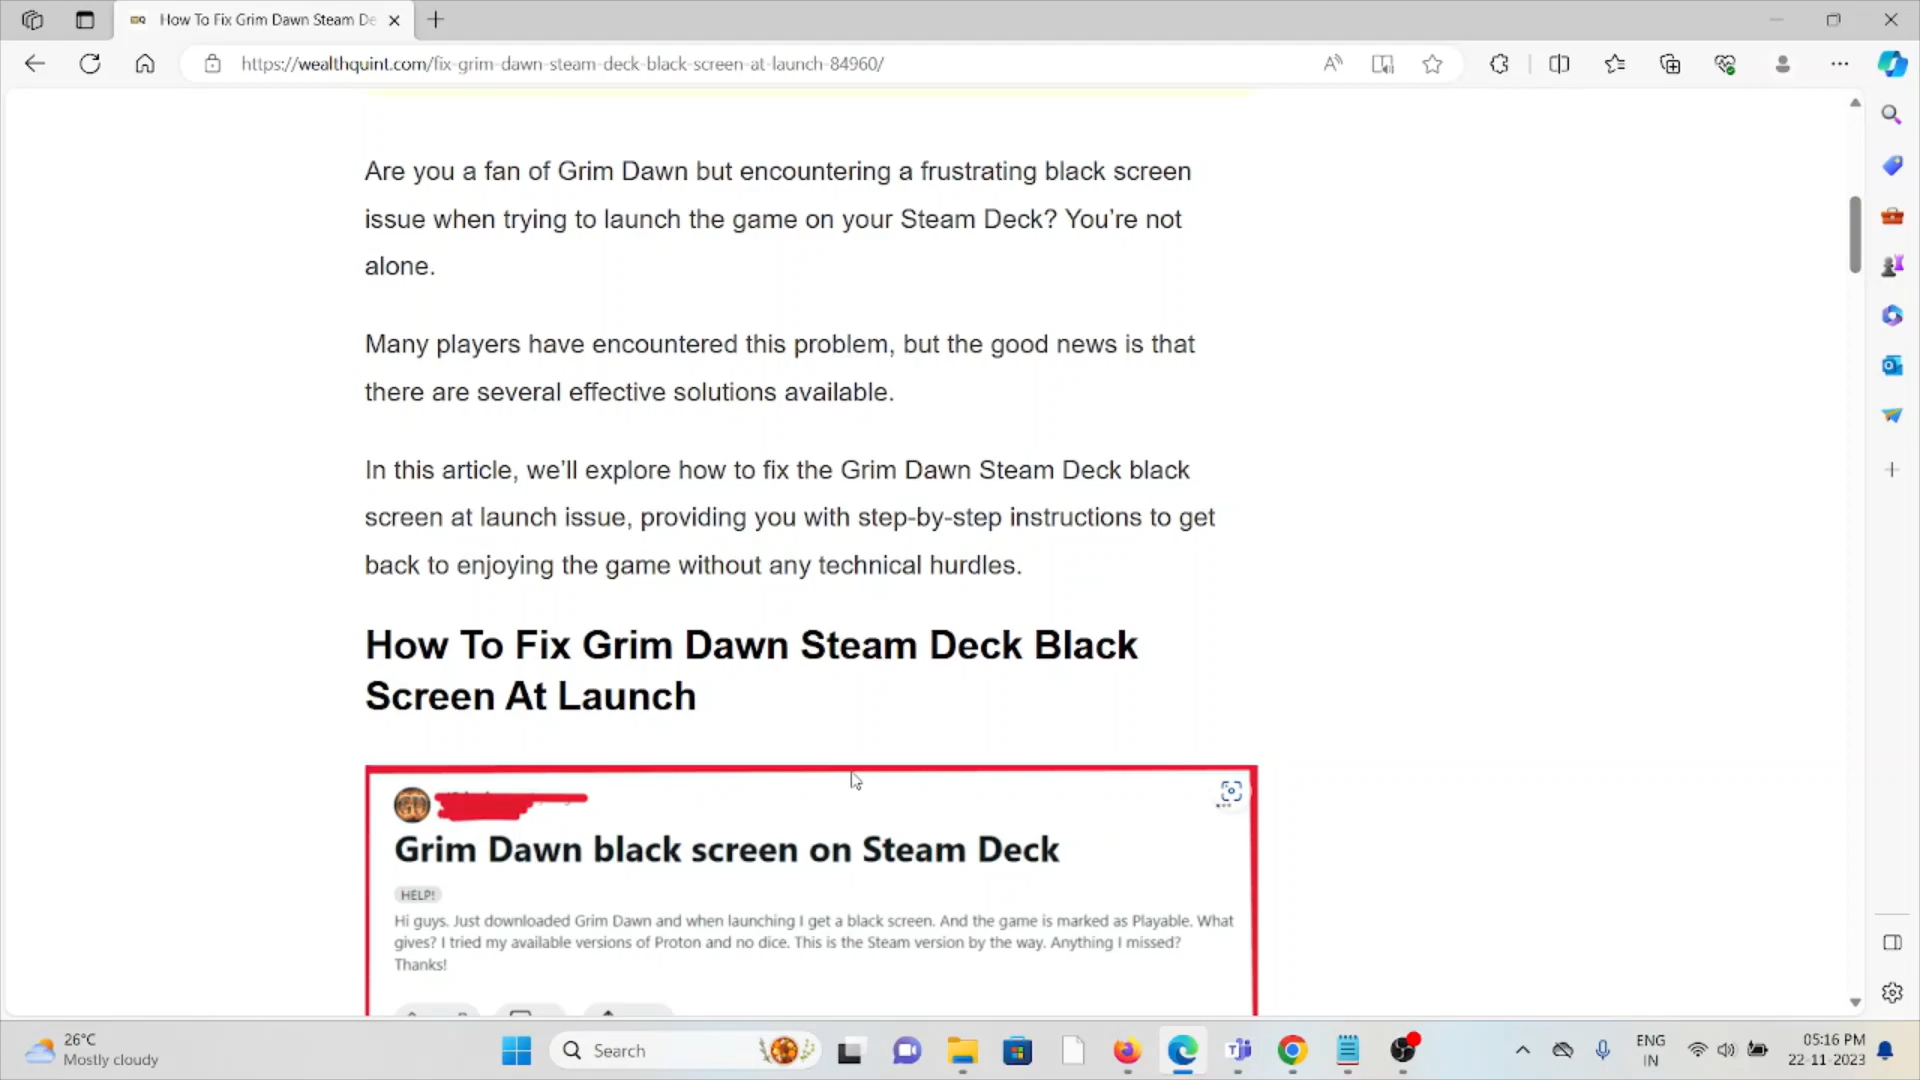 How To Fix Grim Dawn Steam De
https://wealthquint.com/fix-grim-dawn-steam-deck-black-screen-at-launch-84960/
Are you a fan of Grim Dawn but encountering a frustrating black screen
issue when trying to launch the game on your Steam Deck? You’re not
alone.
Many players have encountered this problem, but the good news is that
there are several effective solutions available.
In this article, we’ll explore how to fix the Grim Dawn Steam Deck black
screen at launch issue, providing you with step-by-step instructions to get
back to enjoying the game without any technical hurdles.
How To Fix Grim Dawn Steam Deck Black
Screen At Launch
Grim Dawn black screen on Steam Deck
HELP!
Hi guys. Just downloaded Grim Dawn and when launching I get a black screen. And the game is marked as Playable. What
gives? I tried my available versions of Proton and no dice. This is the Steam version by the way. Anything I missed?
Thanks!
26°C
Mostly cloudy
Search
ENG
IN
05:16 PM
22-11-2023